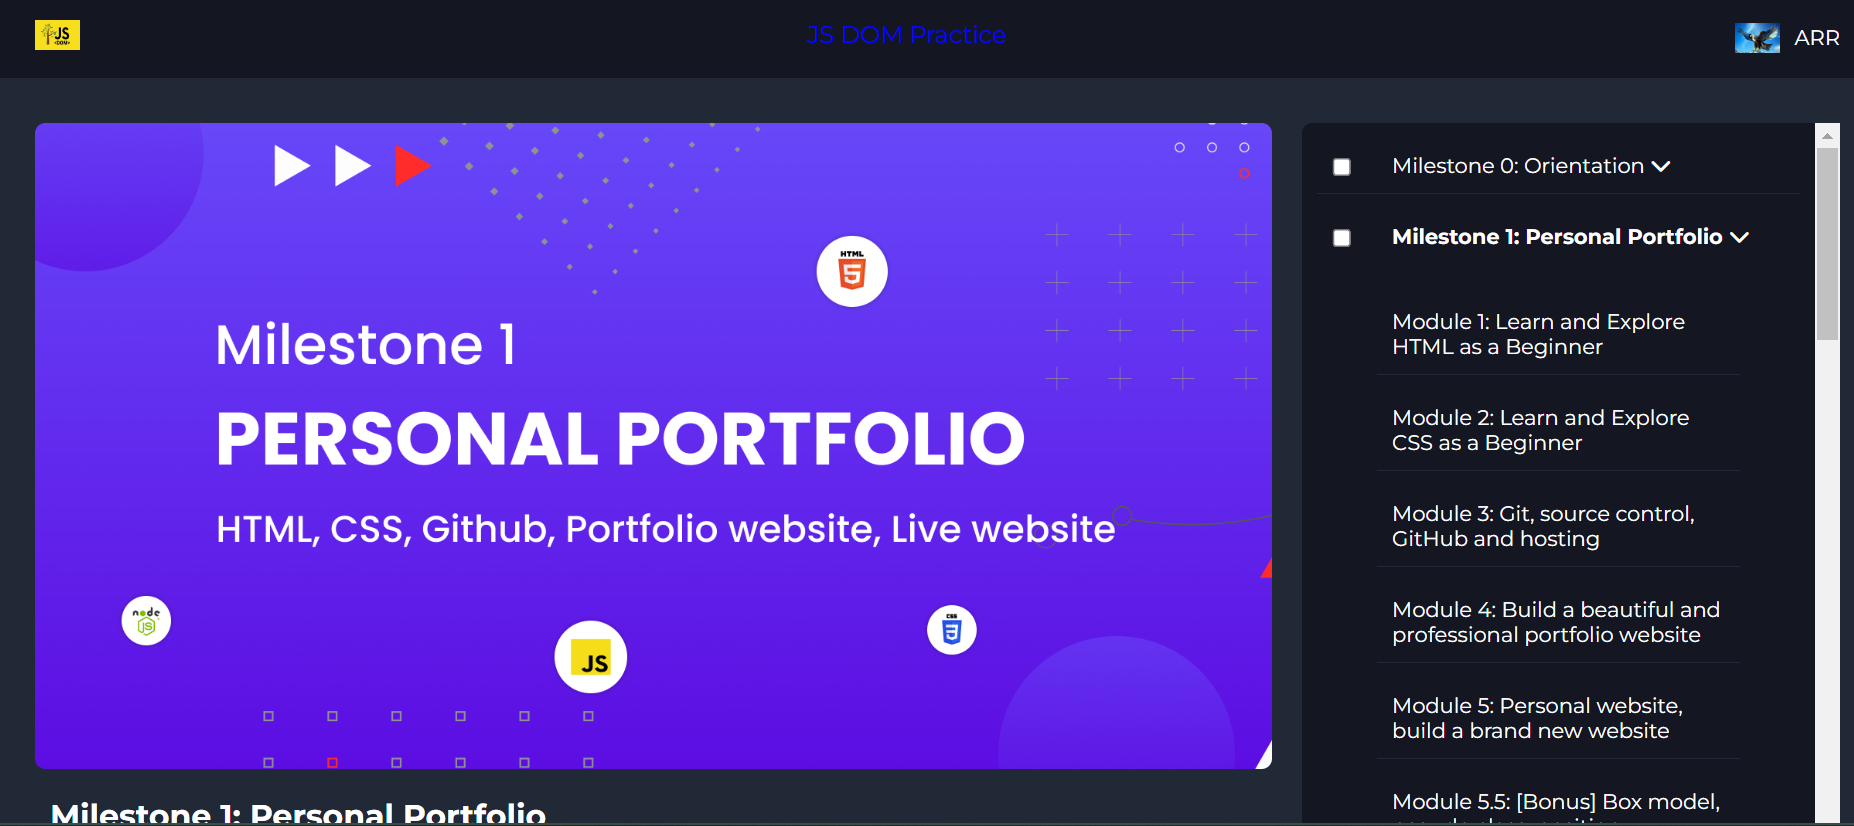 JS
<DOM>
JS DOM Practice
ARR
HTML
5
Milestone 1
PERSONAL PORTFOLIO
HTML, CSS, Github, Portfolio website, Live website
node
JS
JS
CSS
3
Milestone 1: Personal Portfolio
Milestone 0: Orientation
Milestone 1: Personal Portfolio
Module 1: Learn and Explore
HTML as a Beginner
Module 2: Learn and Explore
CSS as a Beginner
Module 3: Git, source control,
GitHub and hosting
Module 4: Build a beautiful and
professional portfolio website
Module 5: Personal website,
build a brand new website
Module 5.5: [Bonus] Box model,